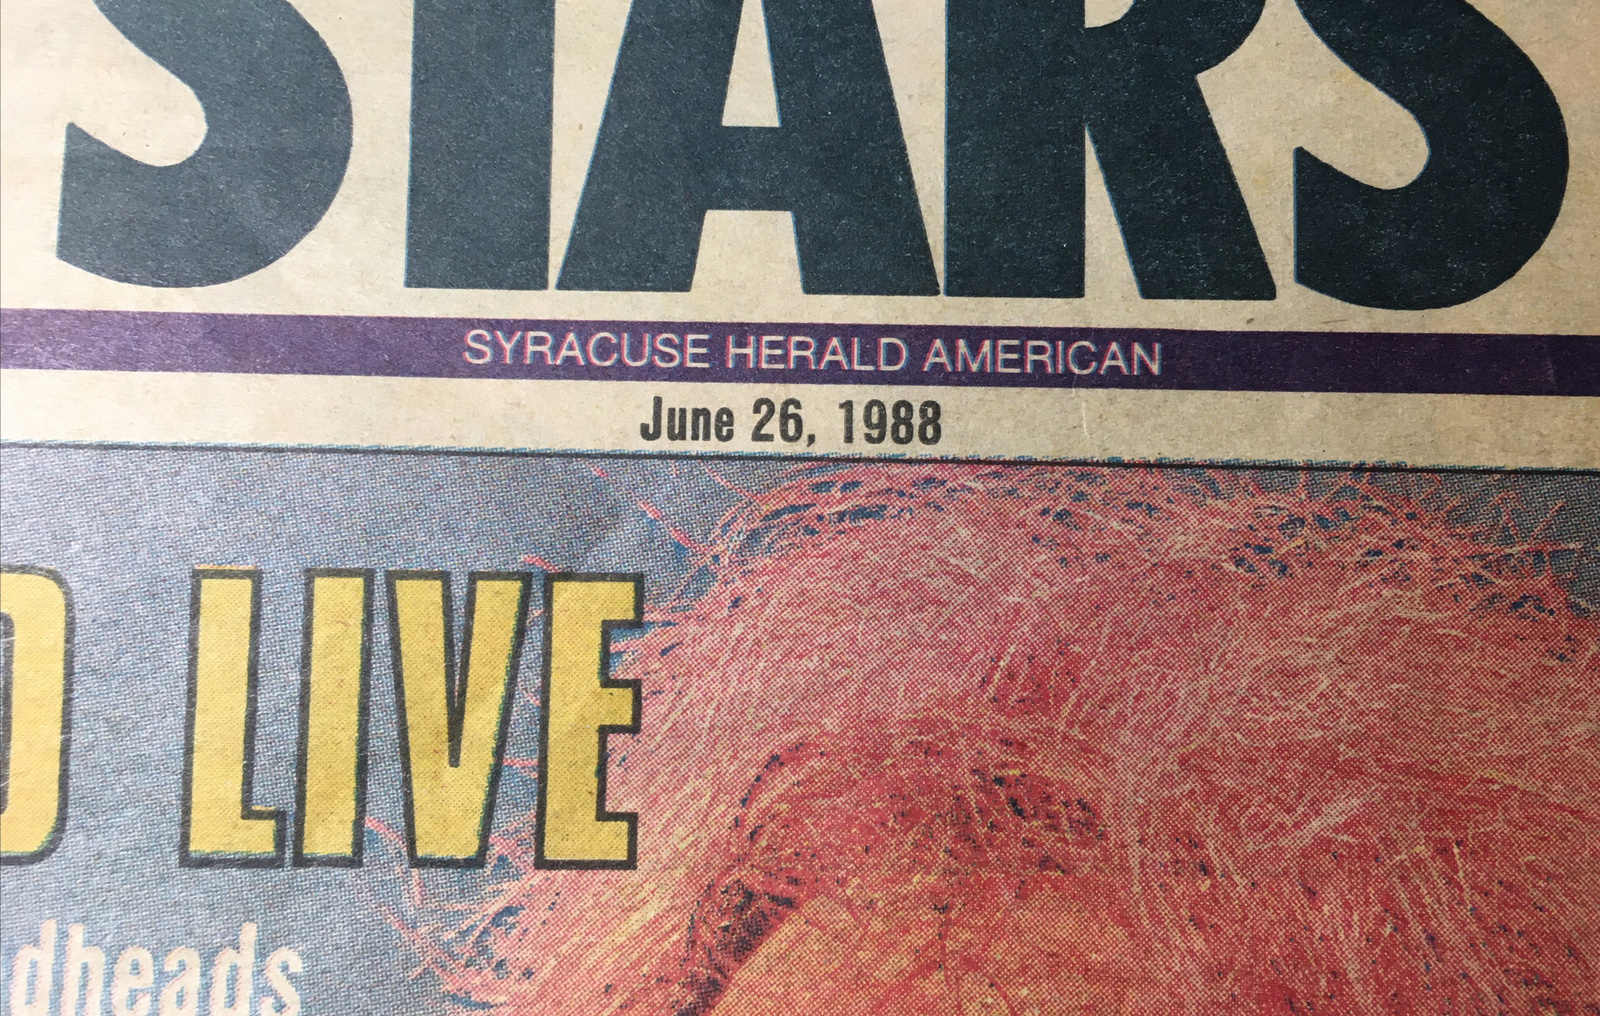 STARS
SYRACUSE HERALD AMERICAN
June 26, 1988
D LIVE
dheads